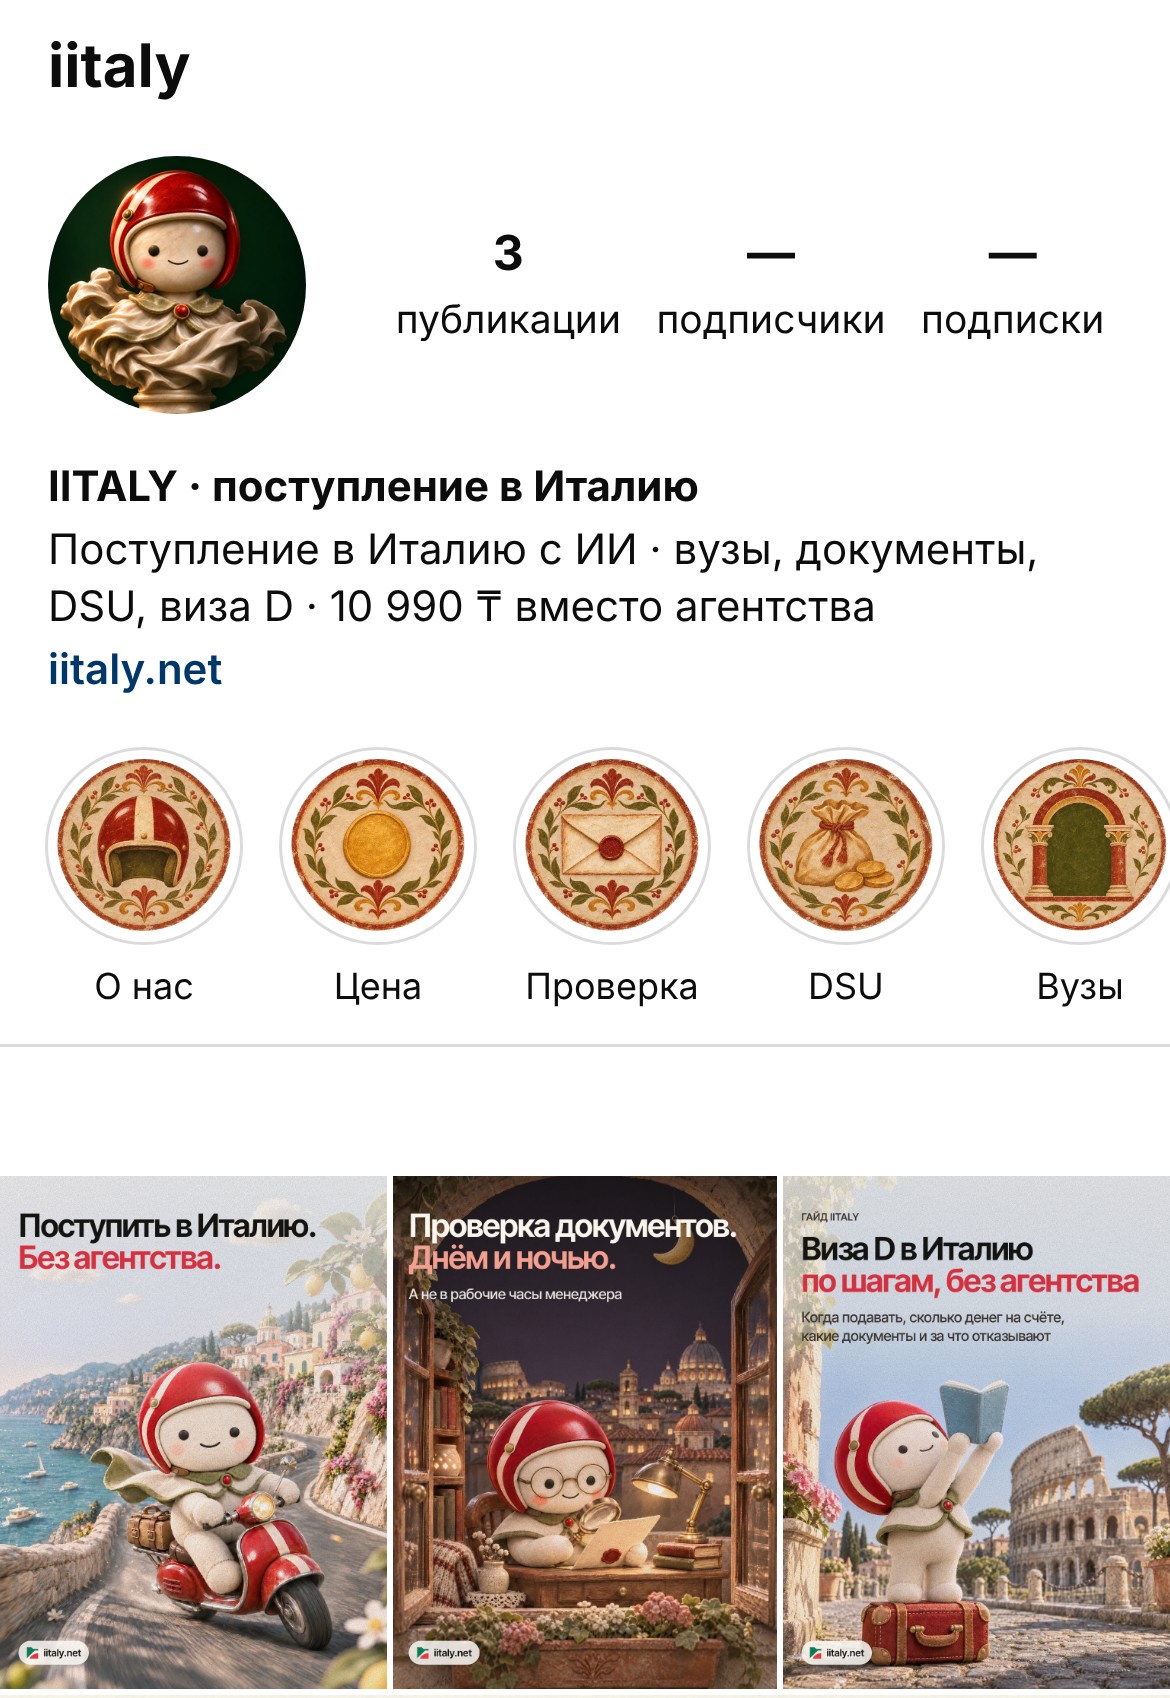 iitaly
3
—
—
публикации
подписчики
подписки
IITALY · поступление в Италию
Поступление в Италию с ИИ · вузы, документы,
DSU, виза D · 10 990 ₸ вместо агентства
iitaly.net
О нас
Цена
Проверка
DSU
Вузы
Поступить в Италию.
Без агентства.
iitaly.net
Проверка документов.
Днём и ночью.
А не в рабочие часы менеджера
iitaly.net
ГАЙД IITALY
Виза D в Италию
по шагам, без агентства
Когда подавать, сколько денег на счёте,
какие документы и за что отказывают
iitaly.net